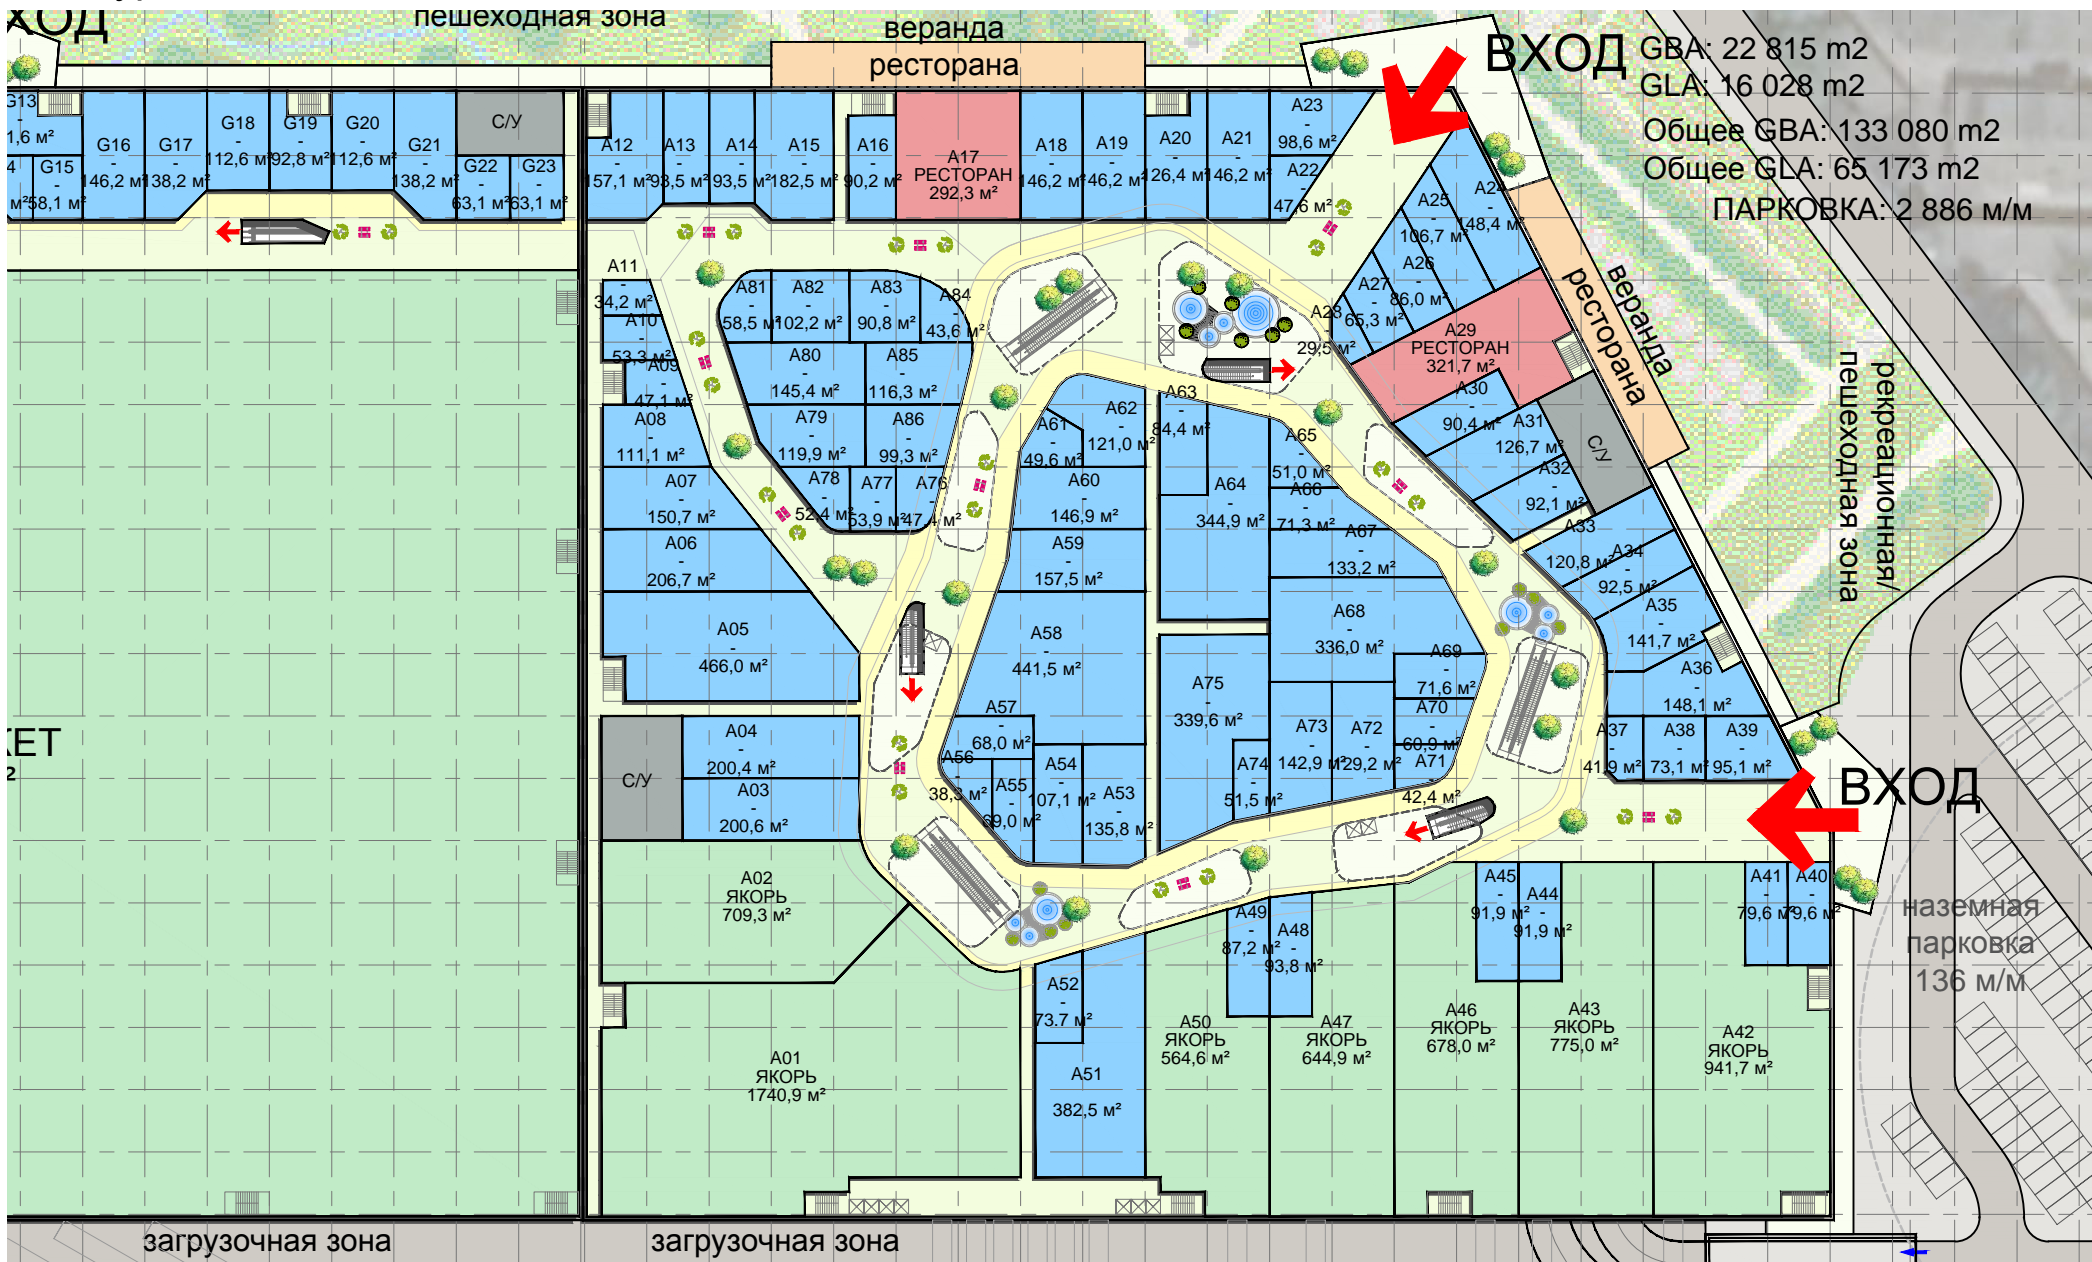 пешеходная зона
веранда
ресторана
ВХОД
GBA: 22 815 m2
GLA: 16 028 m2
Общее GBA: 133 080 m2
Общее GLA: 65 173 m2
ПАРКОВКА: 2 886 м/м
G13
1,6 м²
G15
-
58,1 м²
G16
-
146,2 м²
G17
-
138,2 м²
G18
-
112,6 м²
G19
-
92,8 м²
G20
-
112,6 м²
G21
-
138,2 м²
С/У
G22
-
63,1 м²
G23
-
63,1 м²
A12
-
157,1 м²
A13
-
93,5 м²
A14
-
93,5 м²
A15
-
182,5 м²
A16
-
90,2 м²
A17
РЕСТОРАН
292,3 м²
A18
-
146,2 м²
A19
-
46,2 м²
A20
-
126,4 м²
A21
-
146,2 м²
A23
-
98,6 м²
A22
-
47,6 м²
A24
-
148,4 м²
A25
-
106,7 м²
A26
-
86,0 м²
A27
-
65,3 м²
A28
-
29,5 м²
A29
РЕСТОРАН
321,7 м²
веранда
ресторана
рекреационная/
пешеходная зона
A11
-
34,2 м²
A10
-
53,3 м²
A09
-
47,1 м²
A08
-
111,1 м²
A07
-
150,7 м²
A06
-
206,7 м²
A05
-
466,0 м²
A81
-
58,5 м²
A82
-
102,2 м²
A83
-
90,8 м²
A84
-
43,6 м²
A80
-
145,4 м²
A85
-
116,3 м²
A79
-
119,9 м²
A86
-
99,3 м²
A78
-
52,4 м²
A77
-
53,9 м²
A76
-
47,4 м²
A61
-
49,6 м²
A62
-
121,0 м²
A60
-
146,9 м²
A59
-
157,5 м²
A58
-
441,5 м²
A57
-
68,0 м²
A56
-
38,3 м²
A55
-
69,0 м²
A54
-
107,1 м²
A53
-
135,8 м²
A63
-
84,4 м²
A64
-
344,9 м²
A65
-
51,0 м²
A66
-
71,3 м²
A67
-
133,2 м²
A68
-
336,0 м²
A69
-
71,6 м²
A70
-
60,9 м²
A71
-
42,4 м²
A72
-
129,2 м²
A73
-
142,9 м²
A74
-
51,5 м²
A75
-
339,6 м²
A30
-
90,4 м²
A31
-
126,7 м²
A32
-
92,1 м²
С/У
A33
-
120,8 м²
A34
-
92,5 м²
A35
-
141,7 м²
A36
-
148,1 м²
A37
-
41,9 м²
A38
-
73,1 м²
A39
-
95,1 м²
ВХОД
С/У
A04
-
200,4 м²
A03
-
200,6 м²
A02
ЯКОРЬ
709,3 м²
A01
ЯКОРЬ
1740,9 м²
A52
-
73.7 м²
A51
-
382,5 м²
A50
ЯКОРЬ
564,6 м²
A49
-
87,2 м²
A48
-
93,8 м²
A47
ЯКОРЬ
644,9 м²
A46
ЯКОРЬ
678,0 м²
A45
-
91,9 м²
A44
-
91,9 м²
A43
ЯКОРЬ
775,0 м²
A42
ЯКОРЬ
941,7 м²
A41
-
79,6 м²
A40
-
79,6 м²
наземная
парковка
136 м/м
загрузочная зона
загрузочная зона